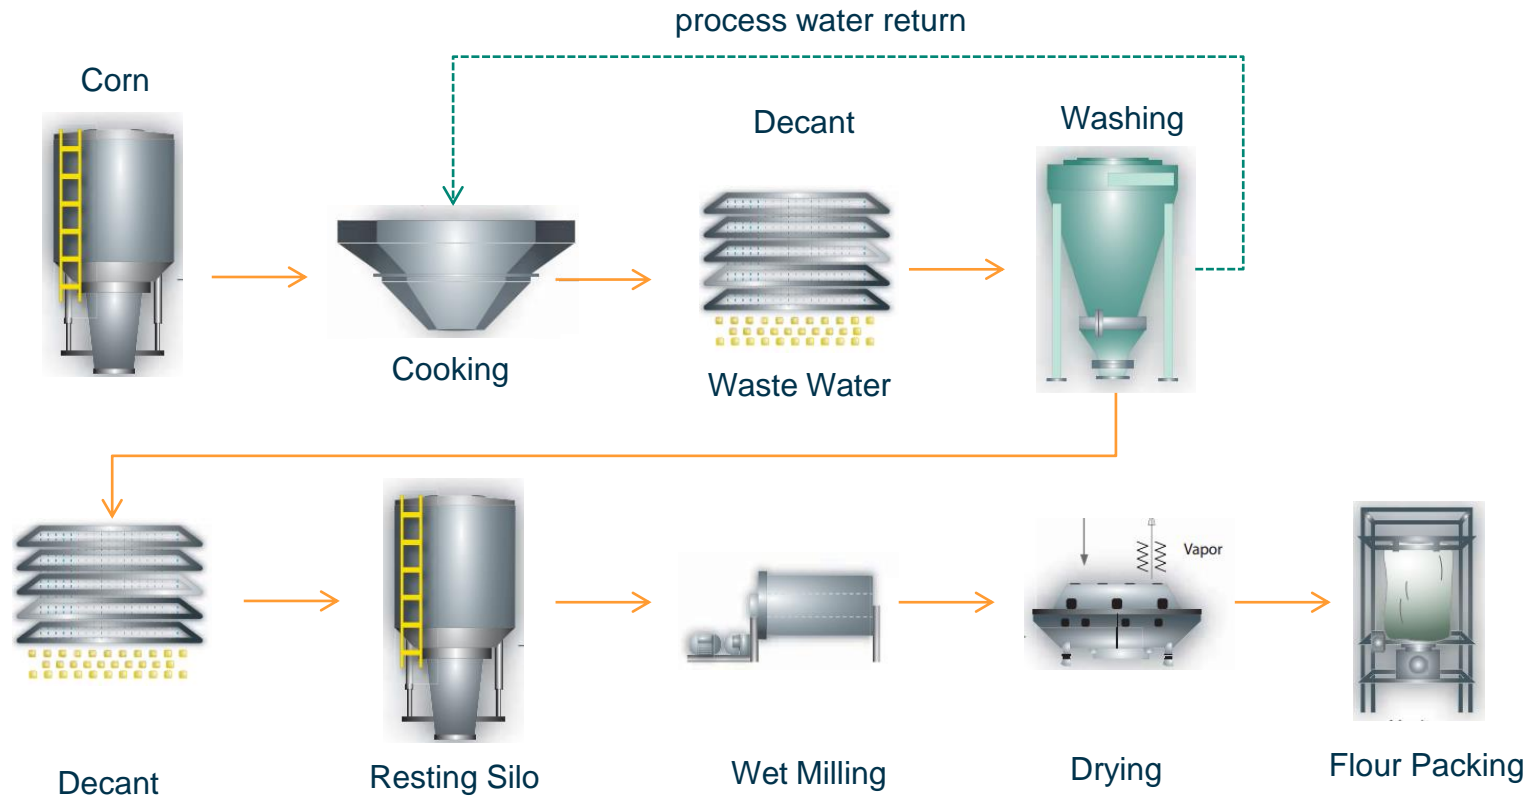 process water return
Corn
Decant
Washing
Cooking
Waste Water
Vapor
Decant
Resting Silo
Wet Milling
Drying
Flour Packing